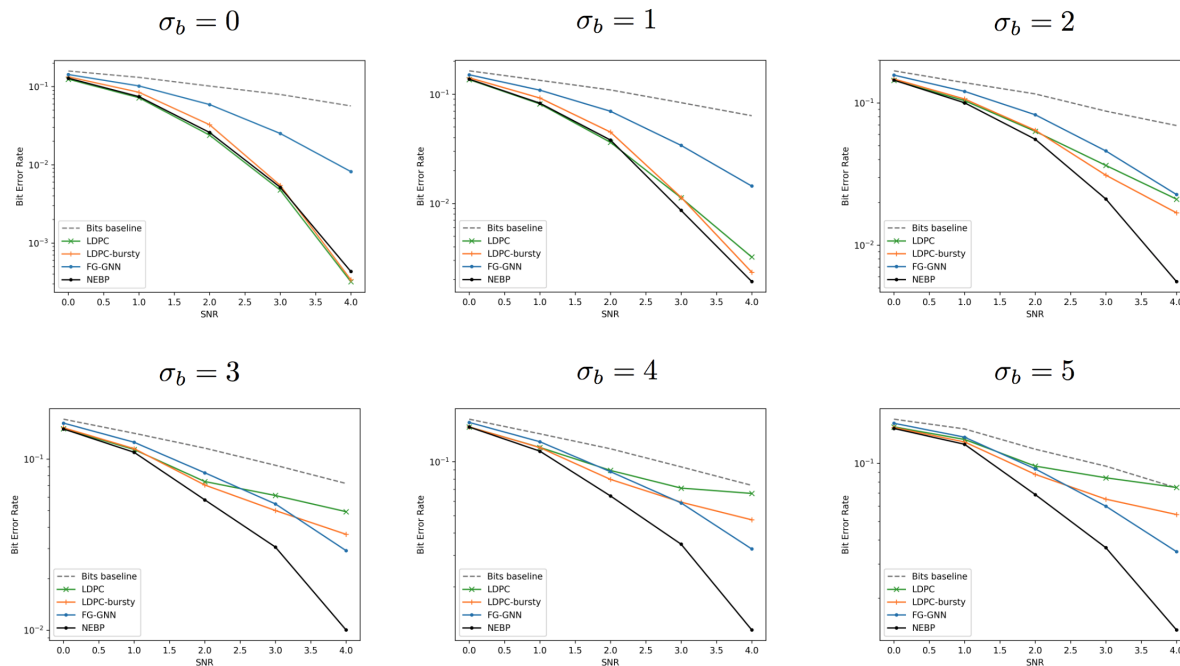 σ_b = 0
10⁻¹
10⁻²
10⁻³
Bit Error Rate
Bits baseline
LDPC
LDPC-bursty
FG-GNN
NEBP
0.0 0.5 1.0 1.5 2.0 2.5 3.0 3.5 4.0
SNR
σ_b = 1
10⁻¹
10⁻²
Bit Error Rate
Bits baseline
LDPC
LDPC-bursty
FG-GNN
NEBP
0.0 0.5 1.0 1.5 2.0 2.5 3.0 3.5 4.0
SNR
σ_b = 2
10⁻¹
10⁻²
Bit Error Rate
Bits baseline
LDPC
LDPC-bursty
FG-GNN
NEBP
0.0 0.5 1.0 1.5 2.0 2.5 3.0 3.5 4.0
SNR
σ_b = 3
10⁻¹
10⁻²
Bit Error Rate
Bits baseline
LDPC
LDPC-bursty
FG-GNN
NEBP
0.0 0.5 1.0 1.5 2.0 2.5 3.0 3.5 4.0
SNR
σ_b = 4
10⁻¹
Bit Error Rate
Bits baseline
LDPC
LDPC-bursty
FG-GNN
NEBP
0.0 0.5 1.0 1.5 2.0 2.5 3.0 3.5 4.0
SNR
σ_b = 5
10⁻¹
Bit Error Rate
Bits baseline
LDPC
LDPC-bursty
FG-GNN
NEBP
0.0 0.5 1.0 1.5 2.0 2.5 3.0 3.5 4.0
SNR